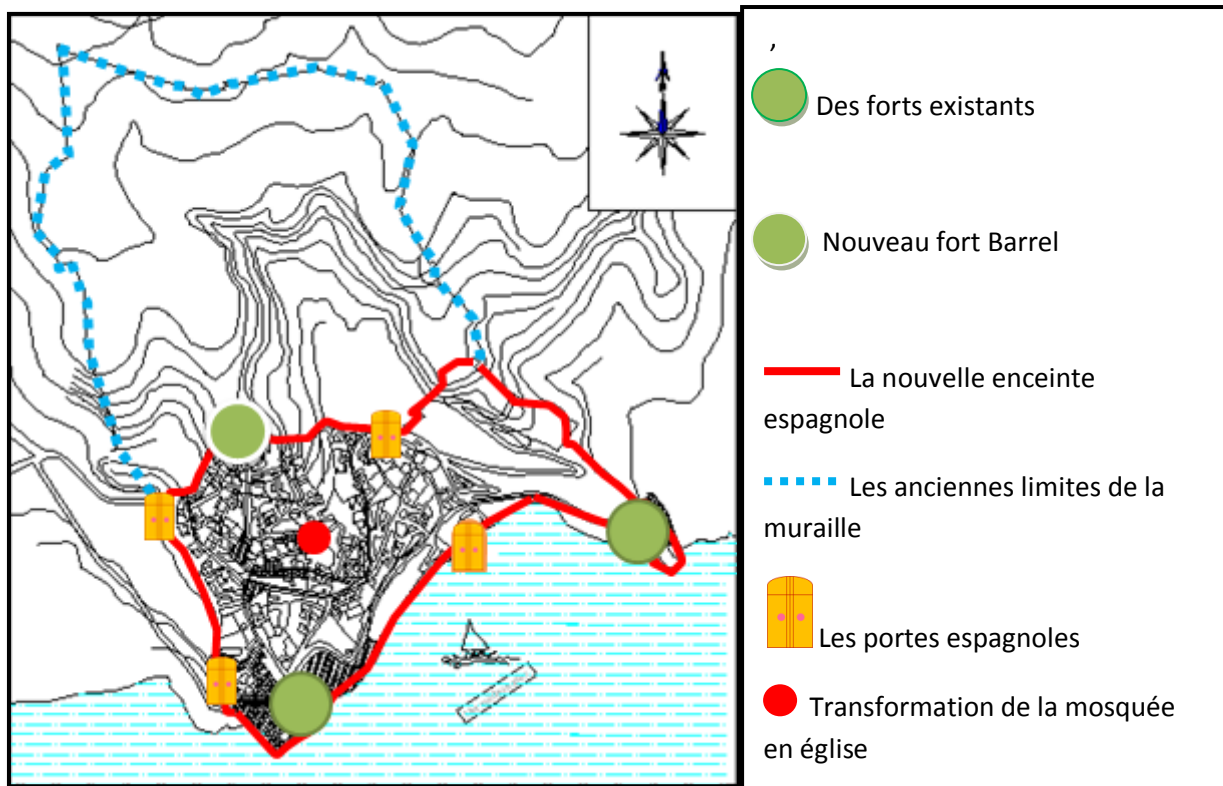 ,
Des forts existants
Nouveau fort Barrel
La nouvelle enceinte
espagnole
Les anciennes limites de la
muraille
Les portes espagnoles
Transformation de la mosquée
en église